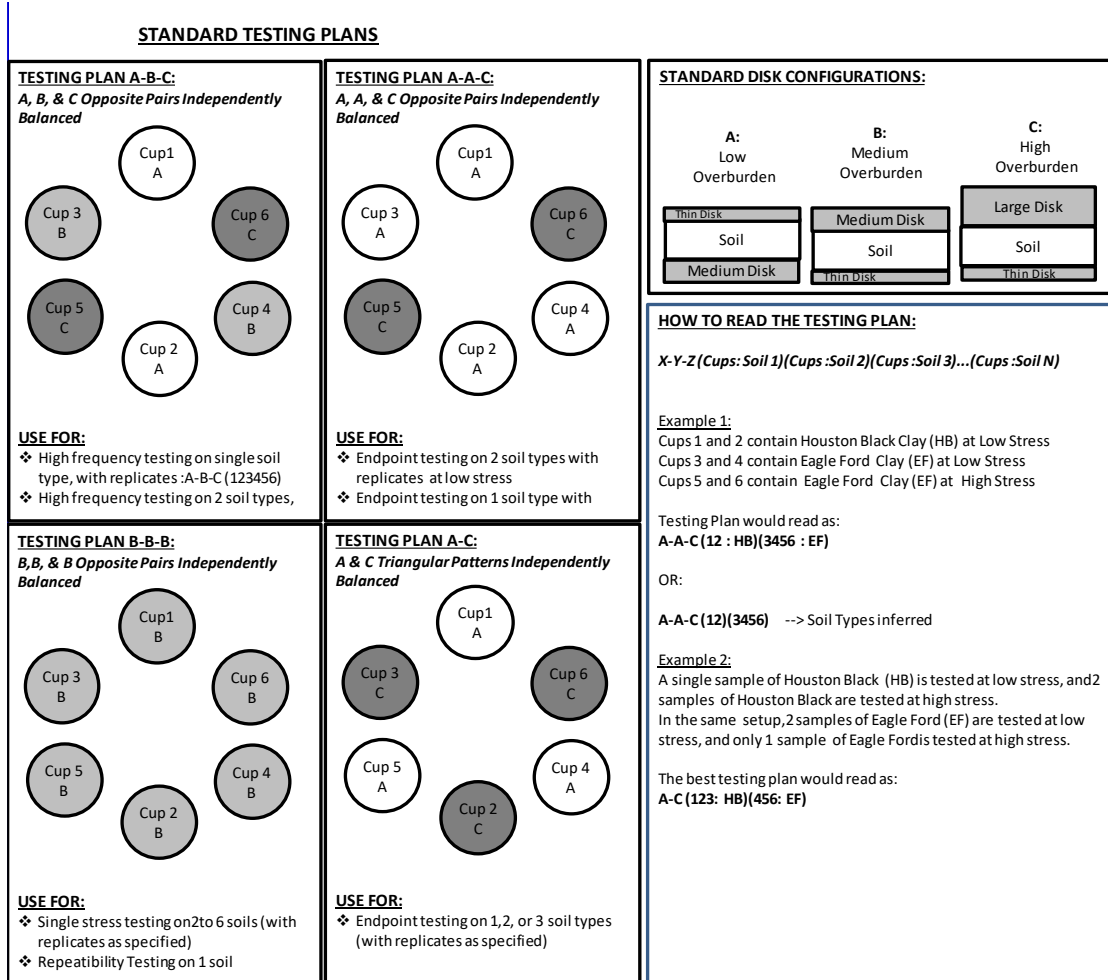 STANDARD TESTING PLANS
TESTING PLAN A-B-C:
A, B, & C Opposite Pairs Independently
Balanced
Cup1
A
Cup 3
B
Cup 6
C
Cup 5
C
Cup 4
B
Cup 2
A
USE FOR:
❖ High frequency testing on single soil
type, with replicates :A-B-C (123456)
❖ High frequency testing on 2 soil types,
TESTING PLAN A-A-C:
A, A, & C Opposite Pairs Independently
Balanced
Cup1
A
Cup 3
A
Cup 6
C
Cup 5
C
Cup 4
A
Cup 2
A
USE FOR:
❖ Endpoint testing on 2 soil types with
replicates at low stress
❖ Endpoint testing on 1 soil type with
TESTING PLAN B-B-B:
B,B, & B Opposite Pairs Independently
Balanced
Cup1
B
Cup 3
B
Cup 6
B
Cup 5
B
Cup 4
B
Cup 2
B
USE FOR:
❖ Single stress testing on2to 6 soils (with
replicates as specified)
❖ Repeatibility Testing on 1 soil
TESTING PLAN A-C:
A & C Triangular Patterns Independently
Balanced
Cup1
A
Cup 3
C
Cup 6
C
Cup 5
A
Cup 4
A
Cup 2
C
USE FOR:
❖ Endpoint testing on 1,2, or 3 soil types
(with replicates as specified)
STANDARD DISK CONFIGURATIONS:
A:
Low
Overburden
Thin Disk
Soil
Medium Disk
B:
Medium
Overburden
Medium Disk
Soil
Thin Disk
C:
High
Overburden
Large Disk
Soil
Thin Disk
HOW TO READ THE TESTING PLAN:
X-Y-Z (Cups: Soil 1)(Cups :Soil 2)(Cups :Soil 3)...(Cups :Soil N)
Example 1:
Cups 1 and 2 contain Houston Black Clay (HB) at Low Stress
Cups 3 and 4 contain Eagle Ford Clay (EF) at Low Stress
Cups 5 and 6 contain Eagle Ford Clay (EF) at High Stress
Testing Plan would read as:
A-A-C (12 : HB)(3456 : EF)
OR:
A-A-C (12)(3456) --> Soil Types inferred
Example 2:
A single sample of Houston Black (HB) is tested at low stress, and2
samples of Houston Black are tested at high stress.
In the same setup,2 samples of Eagle Ford (EF) are tested at low
stress, and only 1 sample of Eagle Fordis tested at high stress.
The best testing plan would read as:
A-C (123: HB)(456: EF)